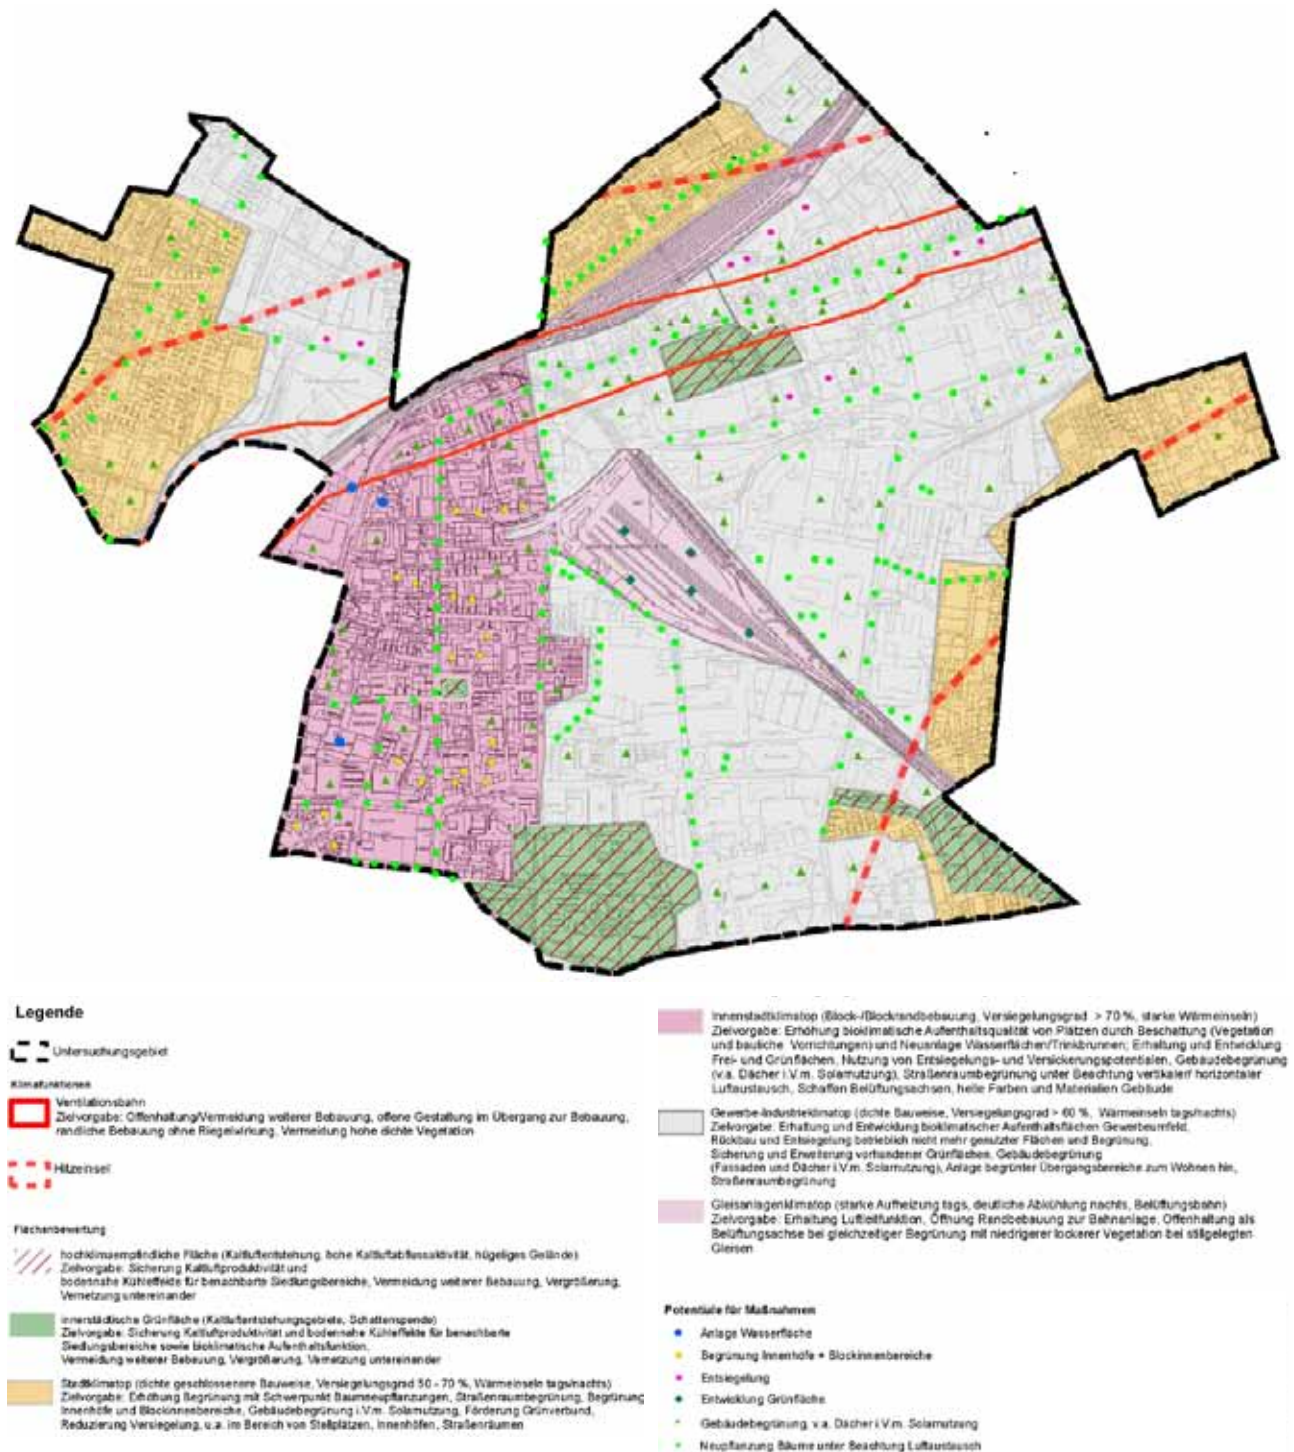 Legende
Untersuchungsgebiet
Klimafunktionen
Ventilationsbahn
Zielvorgabe: Offenhaltung/Vermeidung weiterer Bebauung, offene Gestaltung im Übergang zur Bebauung,
randliche Bebauung ohne Riegelwirkung, Vermeidung hohe dichte Vegetation
Hitzeinsel
Flächenbewertung
hochklimaempfindliche Fläche (Kaltluftentstehung, hohe Kaltluftabflussaktivität, hügeliges Gelände)
Zielvorgabe: Sicherung Kaltluftproduktivität und
bodennahe Kühleffekte für benachbarte Siedlungsbereiche, Vermeidung weiterer Bebauung, Vergrößerung,
Vernetzung untereinander
innerstädtische Grünfläche (Kaltluftentstehungsgebiete, Schattenspende)
Zielvorgabe: Sicherung Kaltluftproduktivität und bodennahe Kühleffekte für benachbarte
Siedlungsbereiche sowie bioklimatische Aufenthaltsfunktion,
Vermeidung weiterer Bebauung, Vergrößerung, Vernetzung untereinander
Stadtklimatop (dichte geschlossenere Bauweise, Versiegelungsgrad 50 - 70 %, Wärmeinseln tags/nachts)
Zielvorgabe: Erhöhung Begrünung mit Schwerpunkt Baumneupflanzungen, Straßenraumbegrünung, Begrünung
Innenhöfe und Blockinnenbereiche, Gebäudebegrünung i.V.m. Solarnutzung, Förderung Grünverbund,
Reduzierung Versiegelung, u.a. im Bereich von Stellplätzen, Innenhöfen, Straßenräumen
Innenstadtklimatop (Block-/Blockrandbebauung, Versiegelungsgrad > 70 %, starke Wärmeinseln)
Zielvorgabe: Erhöhung bioklimatische Aufenthaltsqualität von Plätzen durch Beschattung (Vegetation
und bauliche Vorrichtungen) und Neuanlage Wasserflächen/Trinkbrunnen; Erhaltung und Entwicklung
Frei- und Grünflächen, Nutzung von Entsiegelungs- und Versickerungspotentialen, Gebäudebegrünung
(v.a. Dächer i.V.m. Solarnutzung), Straßenraumbegrünung unter Beachtung vertikaler/ horizontaler
Luftaustausch, Schaffen Belüftungsachsen, helle Farben und Materialien Gebäude
Gewerbe-Industrieklimatop (dichte Bauweise, Versiegelungsgrad > 60 %, Wärmeinseln tags/nachts)
Zielvorgabe: Erhaltung und Entwicklung bioklimatischer Aufenthaltsflächen Gewerbeumfeld,
Rückbau und Entsiegelung betrieblich nicht mehr genutzter Flächen und Begrünung,
Sicherung und Erweiterung vorhandener Grünflächen, Gebäudebegrünung
(Fassaden und Dächer i.V.m. Solarnutzung), Anlage begrünter Übergangsbereiche zum Wohnen hin,
Straßenraumbegrünung
Gleisanlagenklimatop (starke Aufheizung tags, deutliche Abkühlung nachts, Belüftungsbahn)
Zielvorgabe: Erhaltung Luftleitfunktion, Öffnung Randbebauung zur Bahnanlage, Offenhaltung als
Belüftungsachse bei gleichzeitiger Begrünung mit niedrigerer lockerer Vegetation bei stillgelegten
Gleisen
Potentiale für Maßnahmen
Anlage Wasserfläche
Begrünung Innenhöfe + Blockinnenbereiche
Entsiegelung
Entwicklung Grünfläche
Gebäudebegrünung, v.a. Dächer i.V.m. Solarnutzung
Neupflanzung Bäume unter Beachtung Luftaustausch